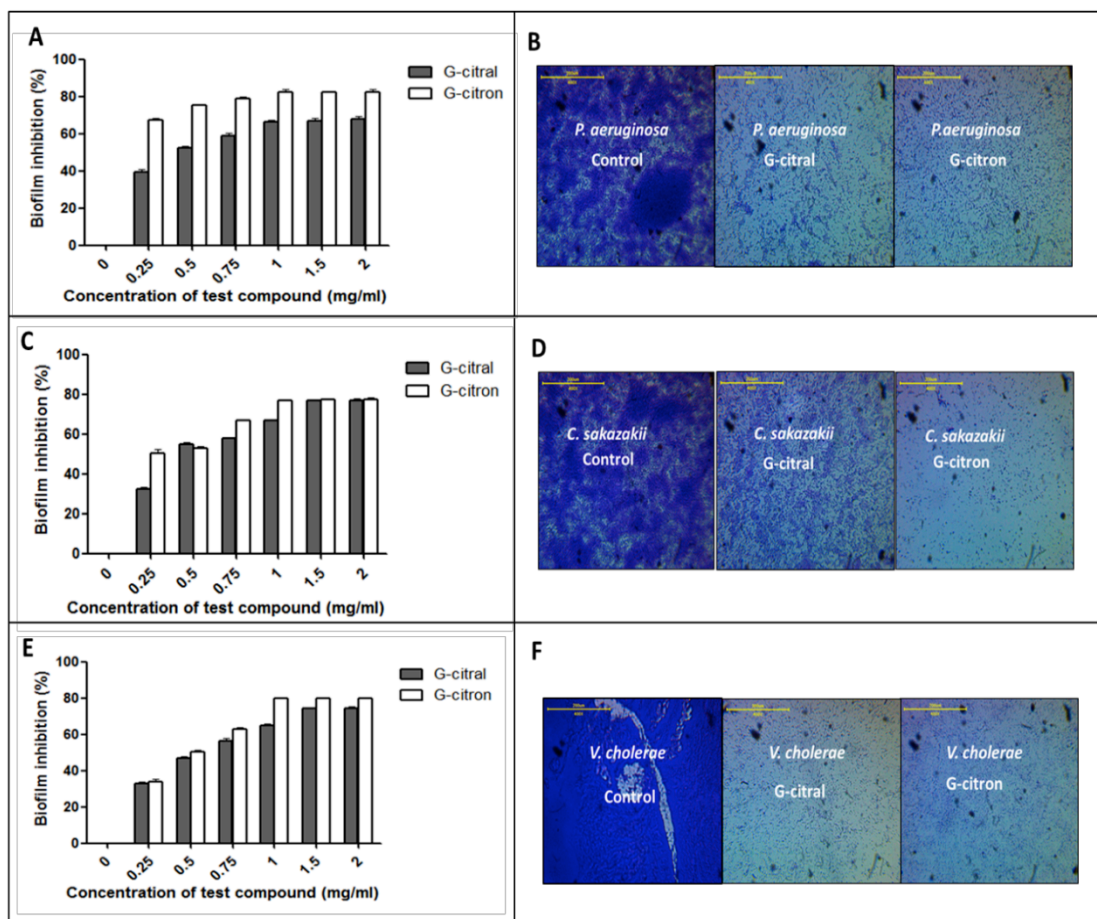 A
100
80
60
40
20
0
Biofilm inhibition (%)
G-citral
G-citron
0
0.25
0.5
0.75
1
1.5
2
Concentration of test compound (mg/ml)
B
P. aeruginosa
Control
P. aeruginosa
G-citral
P.aeruginosa
G-citron
C
100
80
60
40
20
0
Biofilm inhibition (%)
G-citral
G-citron
0
0.25
0.5
0.75
1
1.5
2
Concentration of test compound (mg/ml)
D
C. sakazakii
Control
C. sakazakii
G-citral
C. sakazakii
G-citron
E
100
80
60
40
20
0
Biofilm inhibition (%)
G-citral
G-citron
0
0.25
0.5
0.75
1
1.5
2
Concentration of test compound (mg/ml)
F
V. cholerae
Control
V. cholerae
G-citral
V. cholerae
G-citron